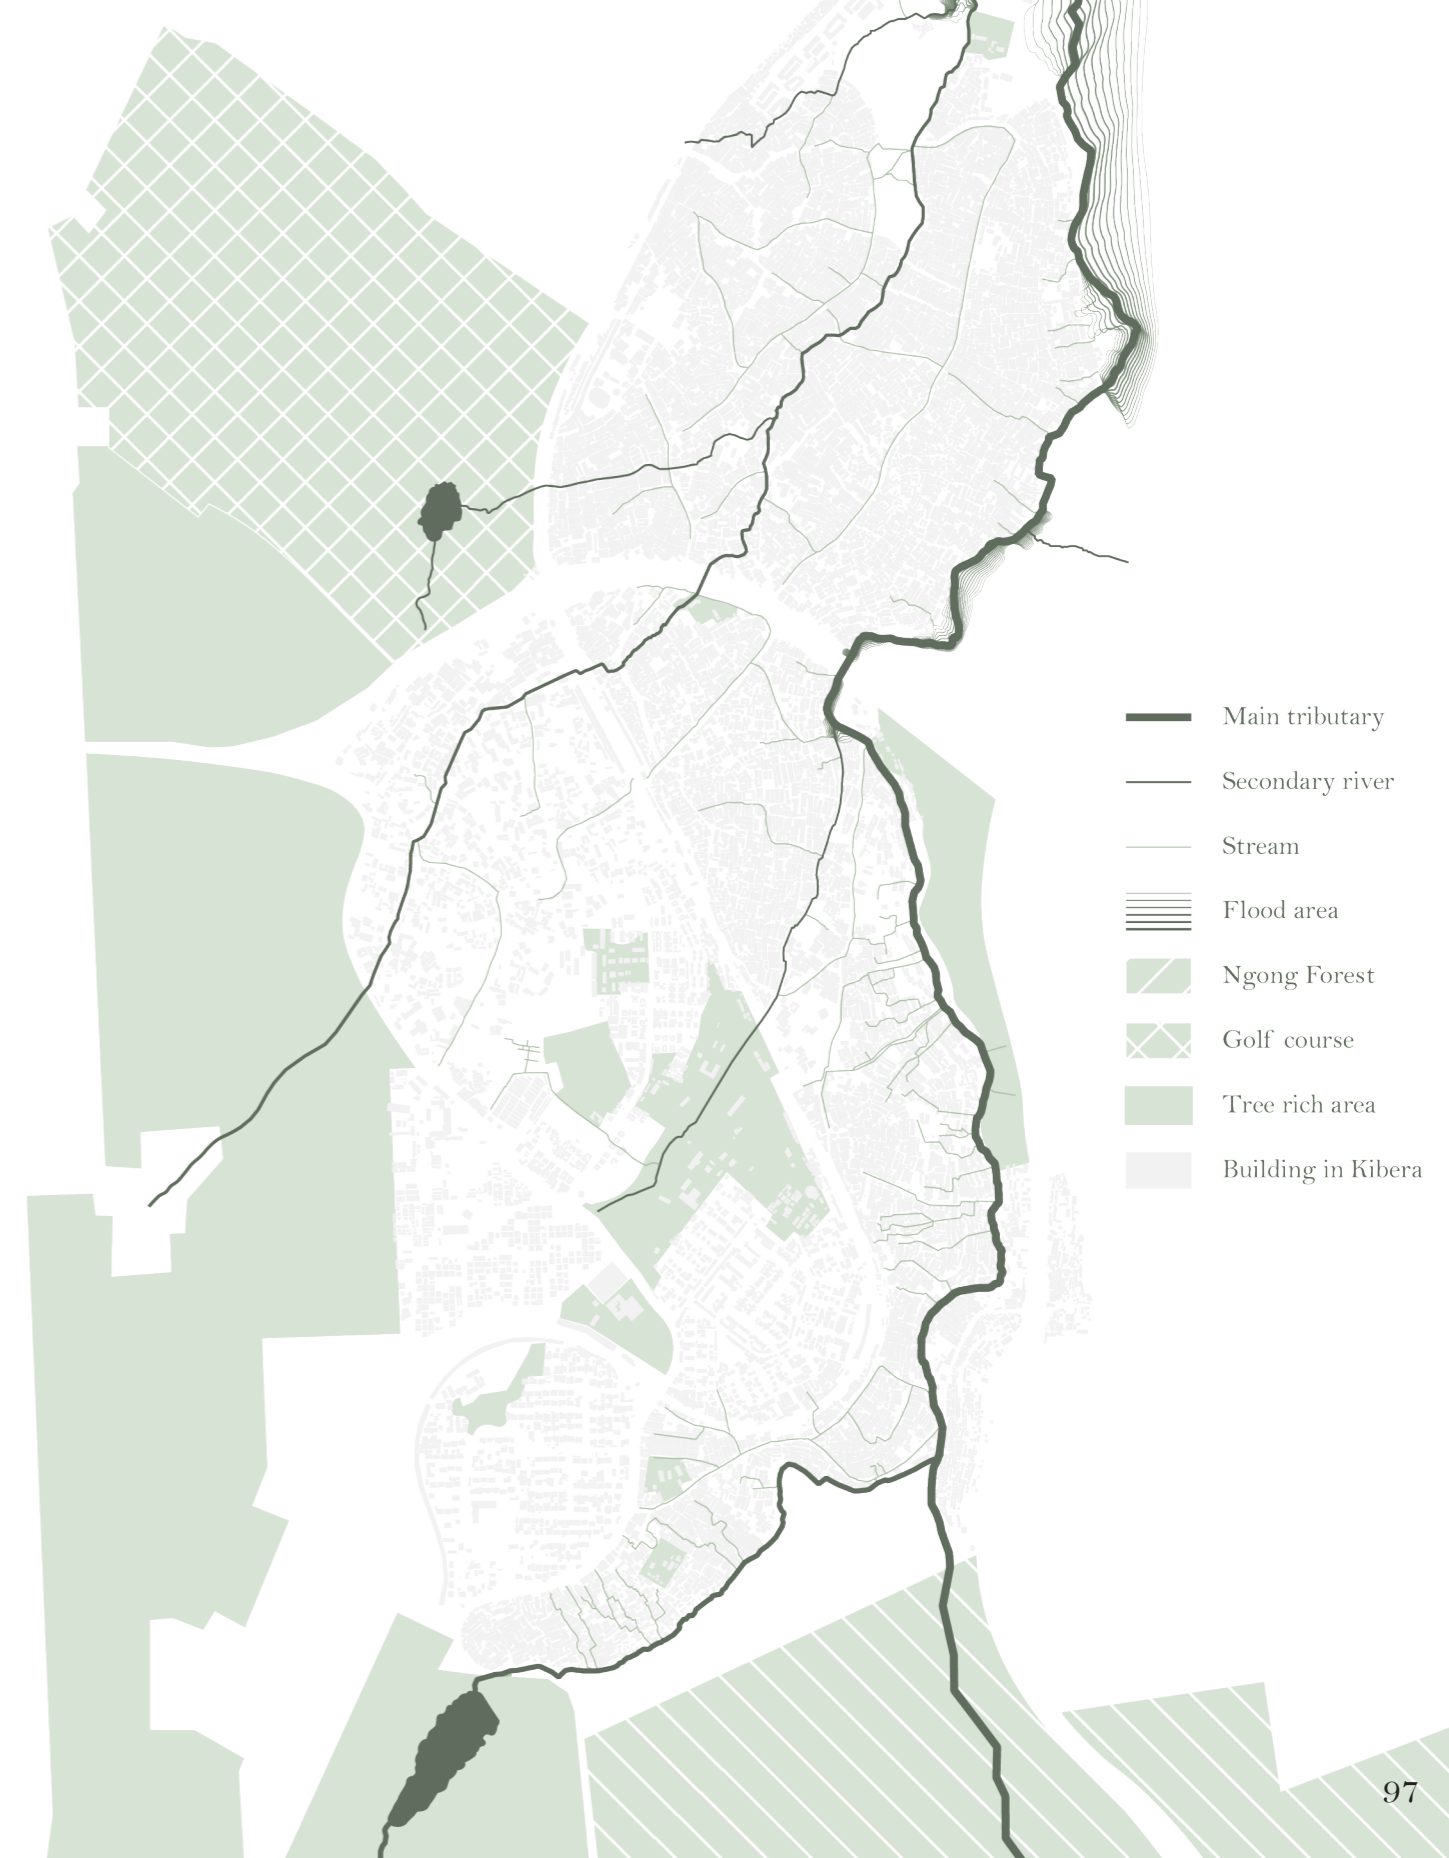 Main tributary
Secondary river
Stream
Flood area
Ngong Forest
Golf course
Tree rich area
Building in Kibera
97